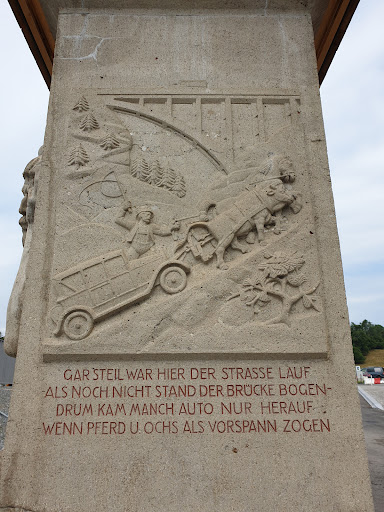 GAR STEIL WAR HIER DER STRASSE LAUF
ALS NOCH NICHT STAND DER BRÜCKE BOGEN-
DRUM KAM MANCH AUTO NUR HERAUF
WENN PFERD U. OCHS ALS VORSPANN ZOGEN